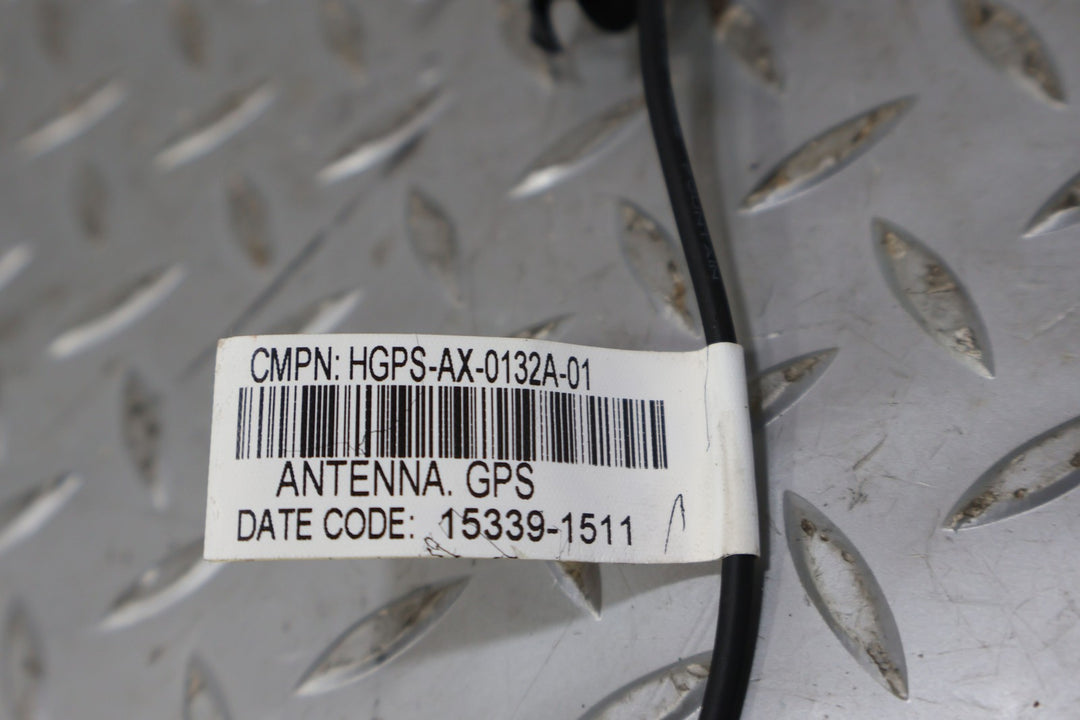 CMPN: HGPS-AX-0132A-01
ANTENNA. GPS
DATE CODE: 15339-1511